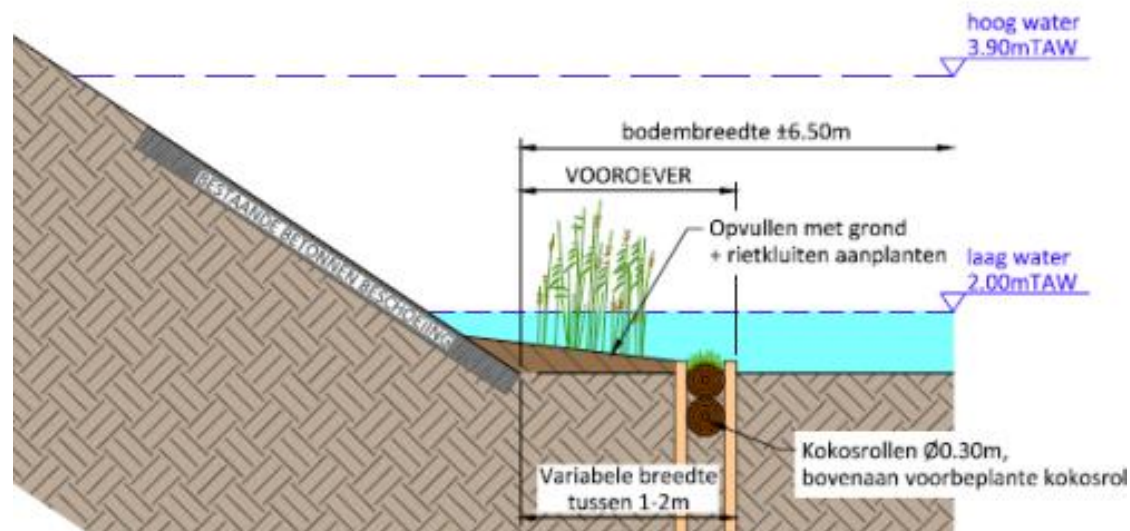 hoog water
3.90mTAW
bodembreedte ±6.50m
VOOROEVER
Opvullen met grond
+ rietkluiten aanplanten
laag water
2.00mTAW
BESTAANDE BETONNEN BESCHOEIING
Kokosrollen Ø0.30m,
bovenaan voorbeplante kokosrol
Variabele breedte
tussen 1-2m